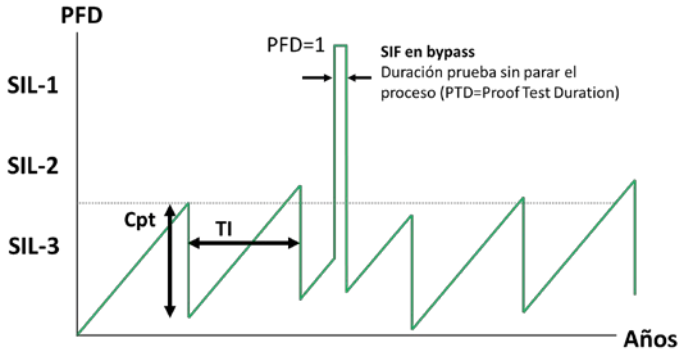 PFD
PFD=1
SIF en bypass
Duración prueba sin parar el
proceso (PTD=Proof Test Duration)
SIL-1
SIL-2
Cpt
TI
SIL-3
Años